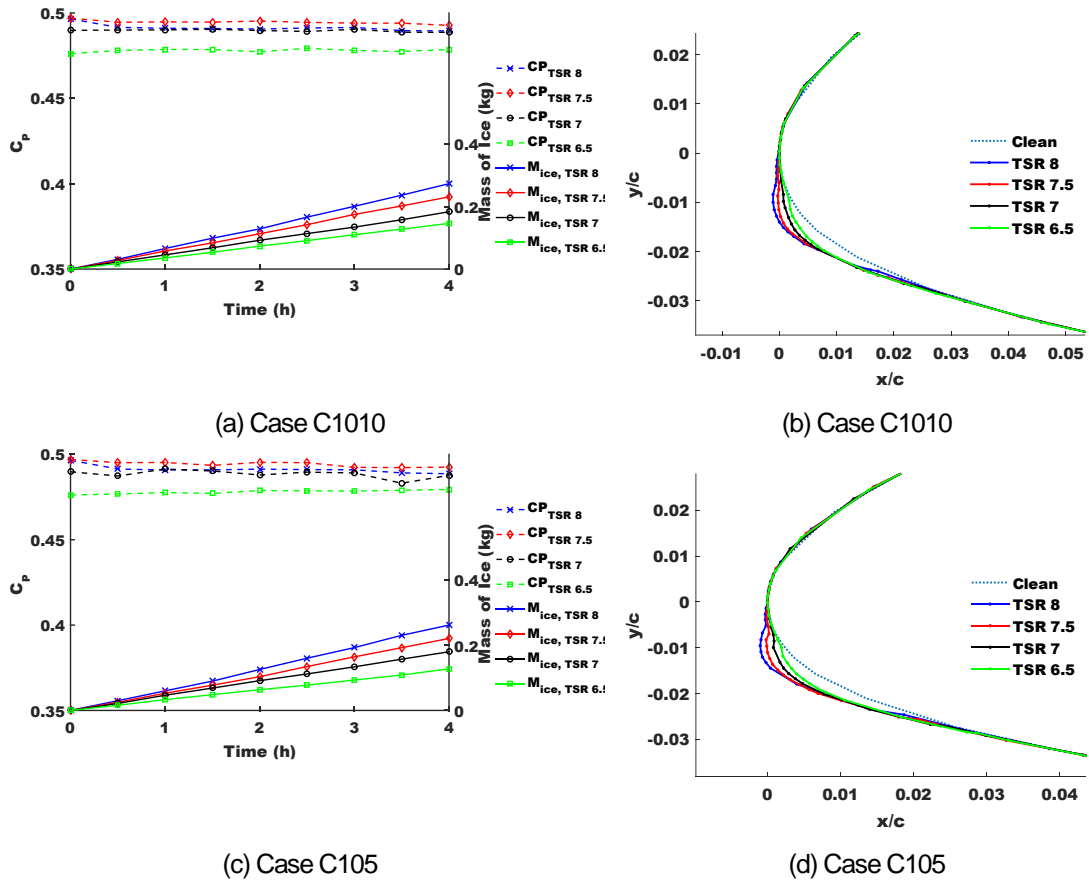 0.5
0.45
0.4
0.35
C_P
0 1 2 3 4
Time (h)
0.4
0.2
0
Mass of Ice (kg)
CP_TSR 8
CP_TSR 7.5
CP_TSR 7
CP_TSR 6.5
M_ice, TSR 8
M_ice, TSR 7.5
M_ice, TSR 7
M_ice, TSR 6.5
(a) Case C1010
0.02
0.01
0
-0.01
-0.02
-0.03
y/c
-0.01 0 0.01 0.02 0.03 0.04 0.05
x/c
Clean
TSR 8
TSR 7.5
TSR 7
TSR 6.5
(b) Case C1010
0.5
0.45
0.4
0.35
C_P
0 1 2 3 4
Time (h)
0.4
0.2
0
Mass of Ice (kg)
CP_TSR 8
CP_TSR 7.5
CP_TSR 7
CP_TSR 6.5
M_ice, TSR 8
M_ice, TSR 7.5
M_ice, TSR 7
M_ice, TSR 6.5
(c) Case C105
0.02
0.01
0
-0.01
-0.02
-0.03
y/c
0 0.01 0.02 0.03 0.04
x/c
Clean
TSR 8
TSR 7.5
TSR 7
TSR 6.5
(d) Case C105